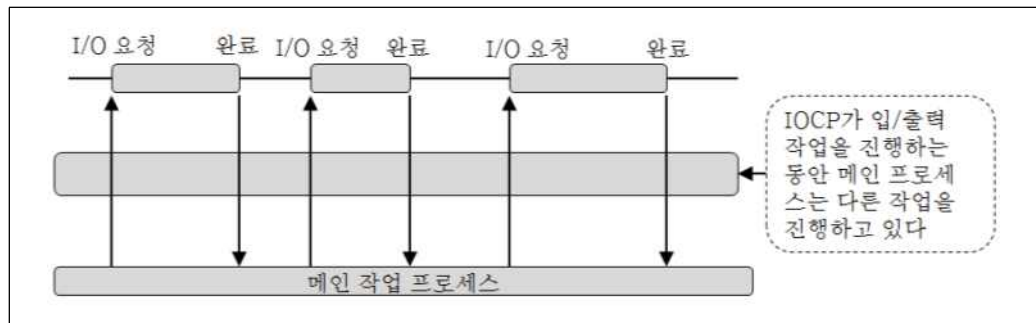 I/O 요청 완료 I/O 요청 완료 I/O 요청 완료
IOCP가 입/출력
작업을 진행하는
동안 메인 프로세
스는 다른 작업을
진행하고 있다
메인 작업 프로세스